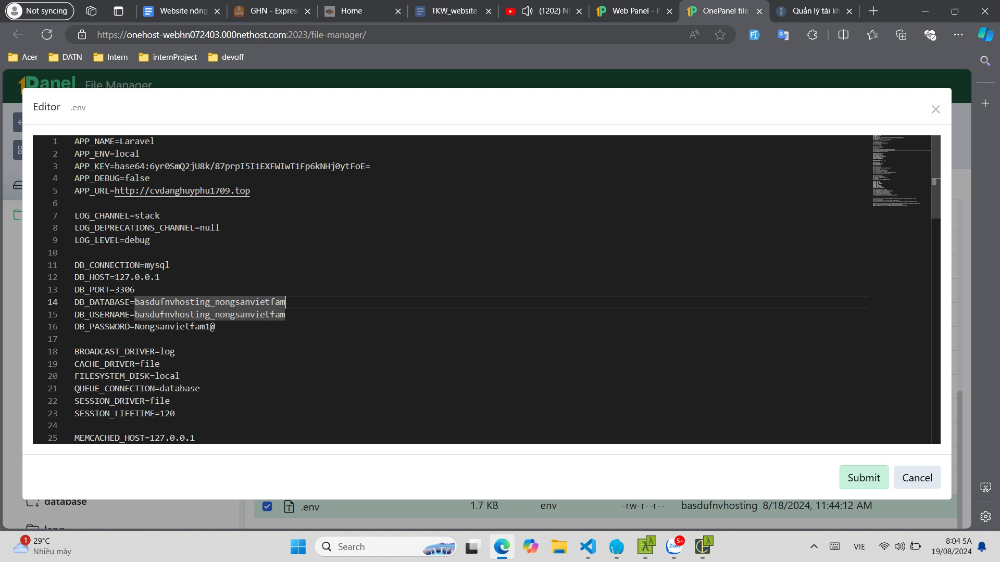 Not syncing
Website nông
GHN - Express
Home
TKW_website
(1202) N
Web Panel - P
OnePanel file
Quản lý tài kh
https://onehost-webhn072403.000nethost.com:2023/file-manager/
Acer
DATN
Intern
internProject
devoff
Panel File Manager
Editor .env
1 APP_NAME=Laravel
2 APP_ENV=local
3 APP_KEY=base64:6yr0SmQ2jU8k/87prpI5I1EXFWIwT1Fp6kNHj0ytFoE=
4 APP_DEBUG=false
5 APP_URL=http://cvdanghuyphu1709.top
6
7 LOG_CHANNEL=stack
8 LOG_DEPRECATIONS_CHANNEL=null
9 LOG_LEVEL=debug
10
11 DB_CONNECTION=mysql
12 DB_HOST=127.0.0.1
13 DB_PORT=3306
14 DB_DATABASE=basdufnvhosting_nongsanvietfam
15 DB_USERNAME=basdufnvhosting_nongsanvietfam
16 DB_PASSWORD=Nongsanvietfam1@
17
18 BROADCAST_DRIVER=log
19 CACHE_DRIVER=file
20 FILESYSTEM_DISK=local
21 QUEUE_CONNECTION=database
22 SESSION_DRIVER=file
23 SESSION_LIFETIME=120
24
25 MEMCACHED_HOST=127.0.0.1
Submit
Cancel
database
.env 1.7 KB env -rw-r--r-- basdufnvhosting 8/18/2024, 11:44:12 AM
lang
1
29°C
Nhiều mây
Search
Zalo
5+
VIE
8:04 SA
19/08/2024